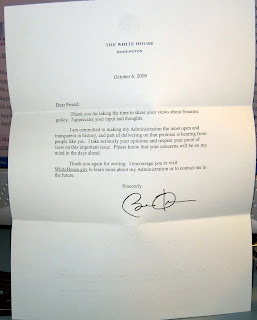 THE WHITE HOUSE
WASHINGTON
October 6, 2009
Dear Friend:
Thank you for taking the time to share your views about firearms
policy. I appreciate your input and thoughts.
I am committed to making my Administration the most open and
transparent in history, and part of delivering on that promise is hearing from
people like you. I take seriously your opinions and respect your point of
view on this important issue. Please know that your concerns will be on my
mind in the days ahead.
Thank you again for writing. I encourage you to visit
WhiteHouse.gov to learn more about my Administration or to contact me in
the future.
Sincerely,